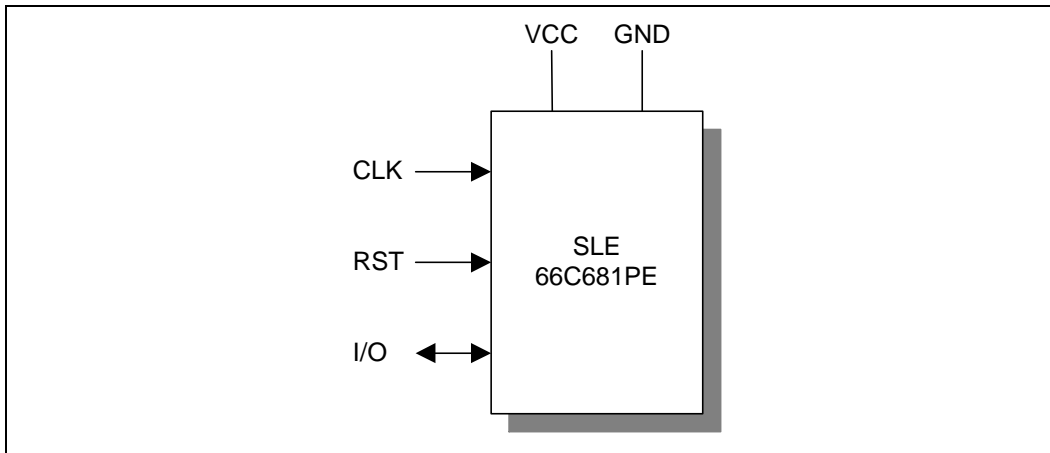 VCC GND
CLK
RST
I/O
SLE
66C681PE